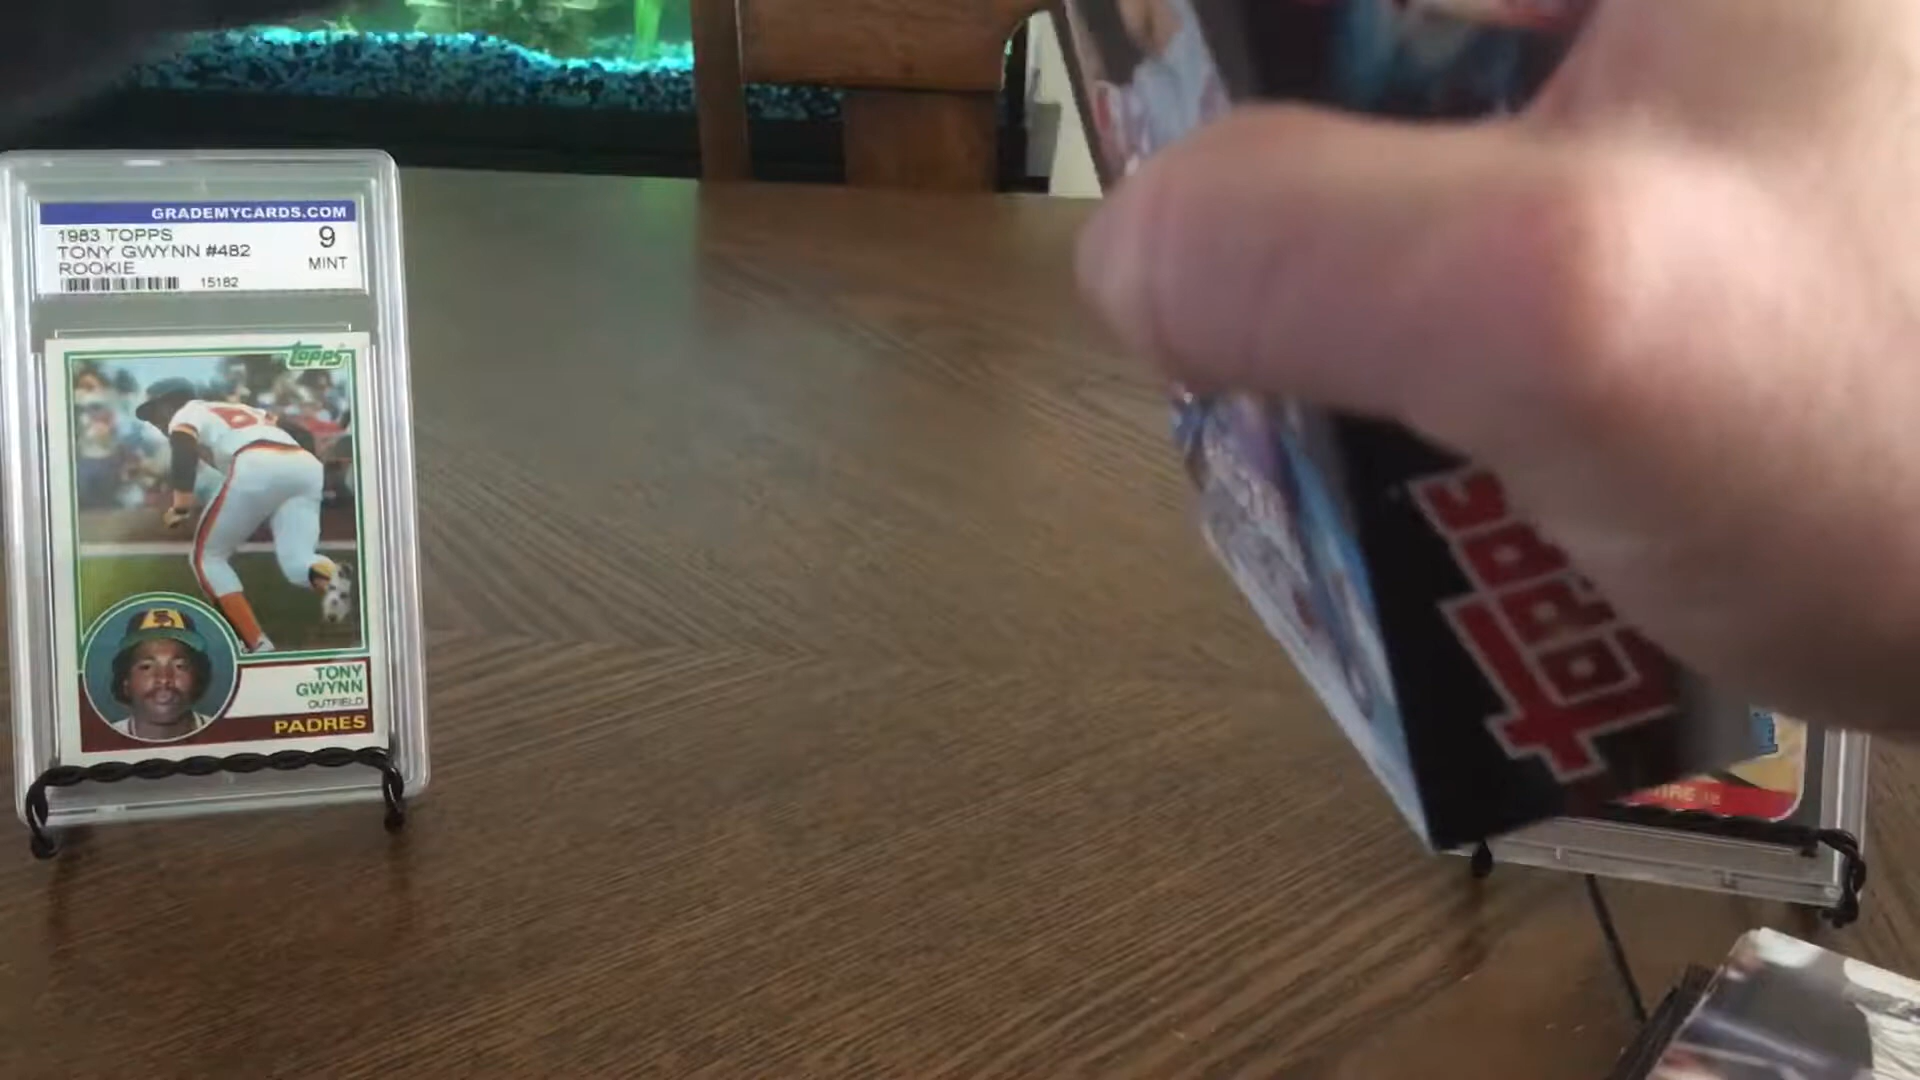 GRADEMYCARDS.COM
1983 TOPPS
9
TONY GWYNN #482
MINT
ROOKIE
15182
topps
TONY
GWYNN
OUTFIELD
PADRES
Topps